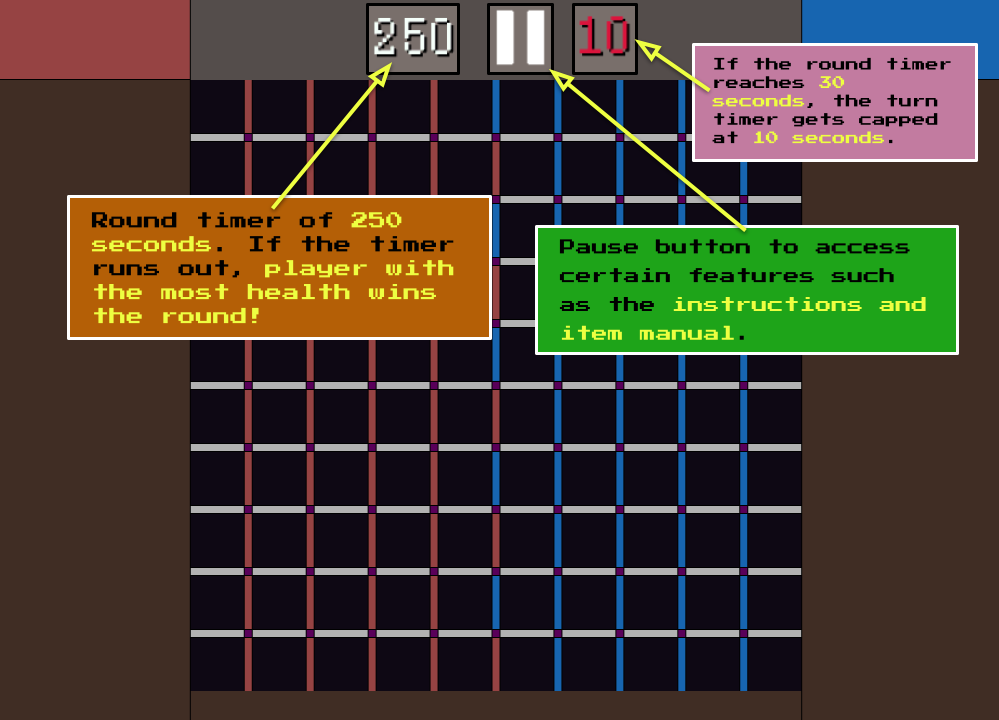 250
10
If the round timer
reaches 30
seconds, the turn
timer gets capped
at 10 seconds.
Round timer of 250
seconds. If the timer
runs out, player with
the most health wins
the round!
Pause button to access
certain features such
as the instructions and
item manual.